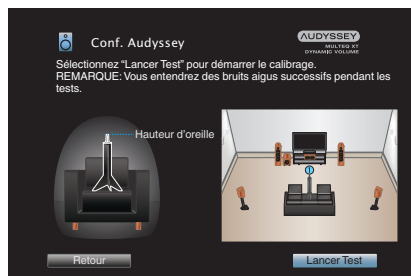 Conf. Audyssey
AUDYSSEY
MULTEQ XT
DYNAMIC VOLUME
Sélectionnez “Lancer Test” pour démarrer le calibrage.
REMARQUE: Vous entendrez des bruits aigus successifs pendant les
tests.
Hauteur d'oreille
1
Retour
Lancer Test